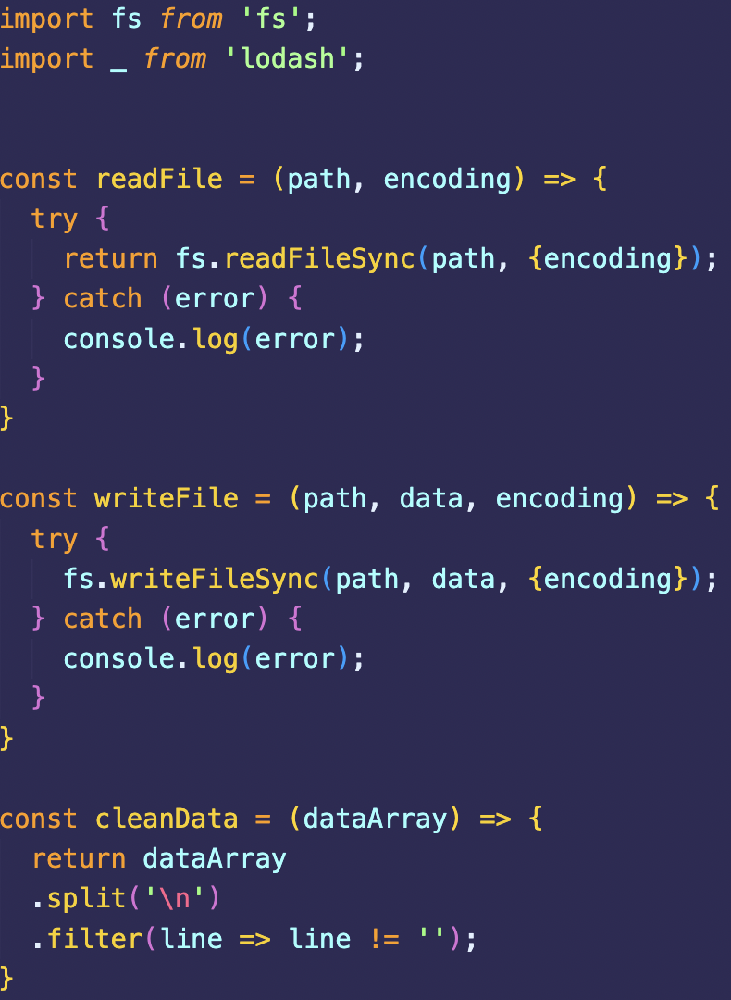 import fs from 'fs';
import _ from 'lodash';
const readFile = (path, encoding) => {
  try {
    return fs.readFileSync(path, {encoding});
  } catch (error) {
    console.log(error);
  }
}
const writeFile = (path, data, encoding) => {
  try {
    fs.writeFileSync(path, data, {encoding});
  } catch (error) {
    console.log(error);
  }
}
const cleanData = (dataArray) => {
  return dataArray
  .split('\n')
  .filter(line => line != '');
}